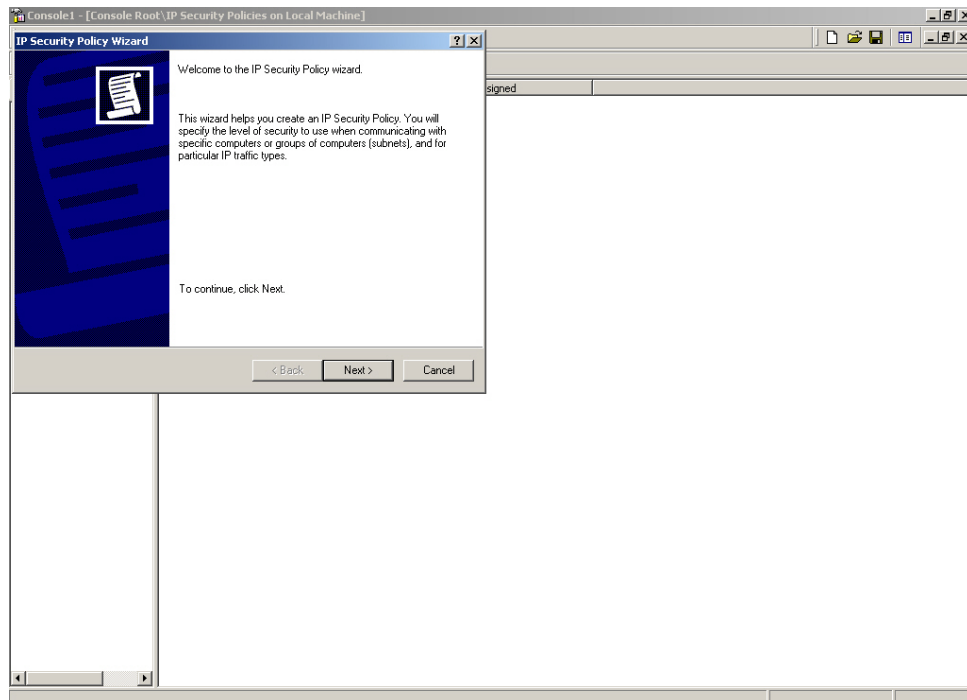 Console1 - [Console Root\IP Security Policies on Local Machine]
IP Security Policy Wizard
signed
Welcome to the IP Security Policy wizard.
This wizard helps you create an IP Security Policy. You will
specify the level of security to use when communicating with
specific computers or groups of computers (subnets), and for
particular IP traffic types.
To continue, click Next.
< Back
Next >
Cancel